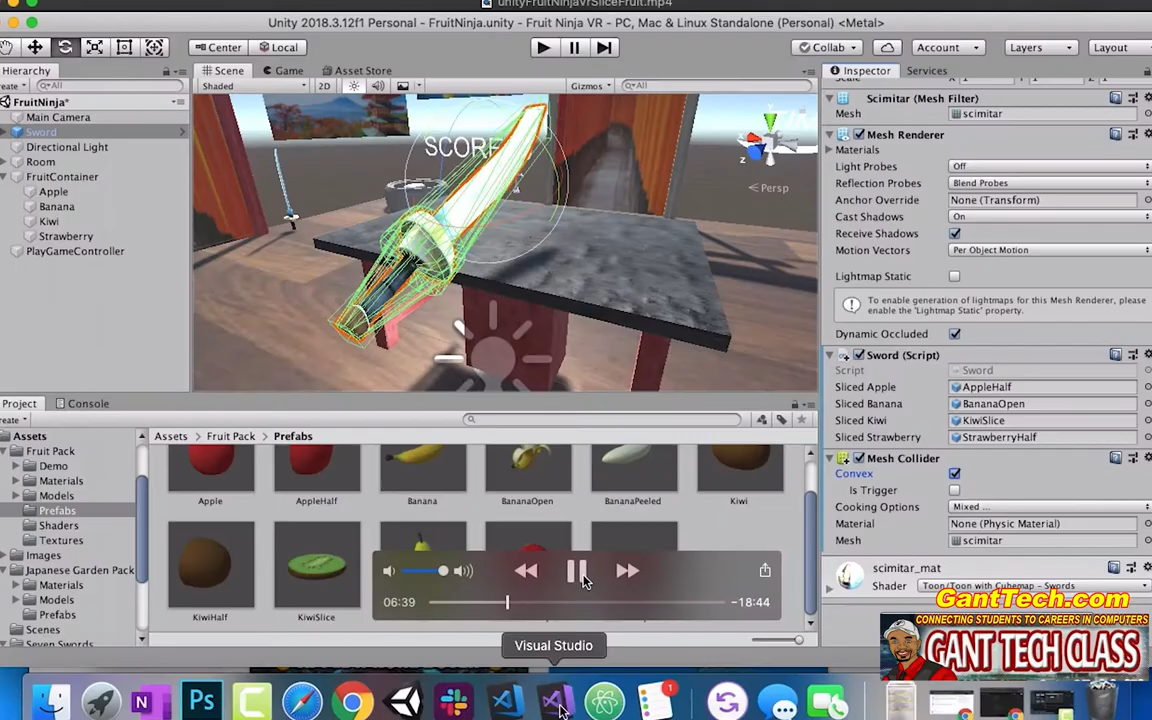 unityFruitNinjaVrSliceFruit.mp4
Unity 2018.3.12f1 Personal - FruitNinja.unity - Fruit Ninja VR - PC, Mac & Linux Standalone (Personal) <Metal>
Center Local Collab Account Layers Layout
Hierarchy Scene Game Asset Store Inspector Services
reate All Shaded 2D Gizmos All
FruitNinja*
Main Camera
Sword
Directional Light
Room
FruitContainer
Apple
Banana
Kiwi
Strawberry
PlayGameController
SCORE
z
Persp
Scimitar (Mesh Filter)
Mesh scimitar
Mesh Renderer
Materials
Light Probes Off
Reflection Probes Blend Probes
Anchor Override None (Transform)
Cast Shadows On
Receive Shadows
Motion Vectors Per Object Motion
Lightmap Static
To enable generation of lightmaps for this Mesh Renderer, please
enable the 'Lightmap Static' property.
Dynamic Occluded
Sword (Script)
Script Sword
Sliced Apple AppleHalf
Sliced Banana BananaOpen
Sliced Kiwi KiwiSlice
Sliced Strawberry StrawberryHalf
Mesh Collider
Convex
Is Trigger
Cooking Options Mixed ...
Material None (Physic Material)
Mesh scimitar
scimitar_mat
Shader Toon/Toon with Cubemap - Swords
Project Console
reate
Assets
Fruit Pack
Demo
Materials
Models
Prefabs
Shaders
Textures
Images
Japanese Garden Pack
Materials
Models
Prefabs
Scenes
Seven Swords
Assets Fruit Pack Prefabs
Apple AppleHalf Banana BananaOpen BananaPeeled Kiwi
KiwiHalf KiwiSlice
06:39 -18:44
Visual Studio
GantTech.com
CONNECTING STUDENTS TO CAREERS IN COMPUTERS
GANT TECH CLASS
N
Ps
C
1